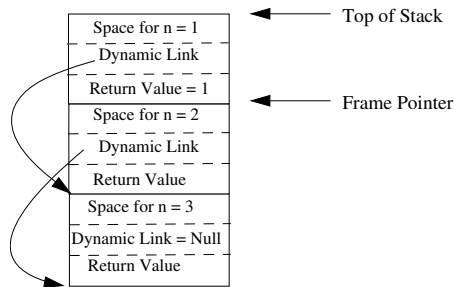 Space for n = 1
Top of Stack
Dynamic Link
Return Value = 1
Frame Pointer
Space for n = 2
Dynamic Link
Return Value
Space for n = 3
Dynamic Link = Null
Return Value